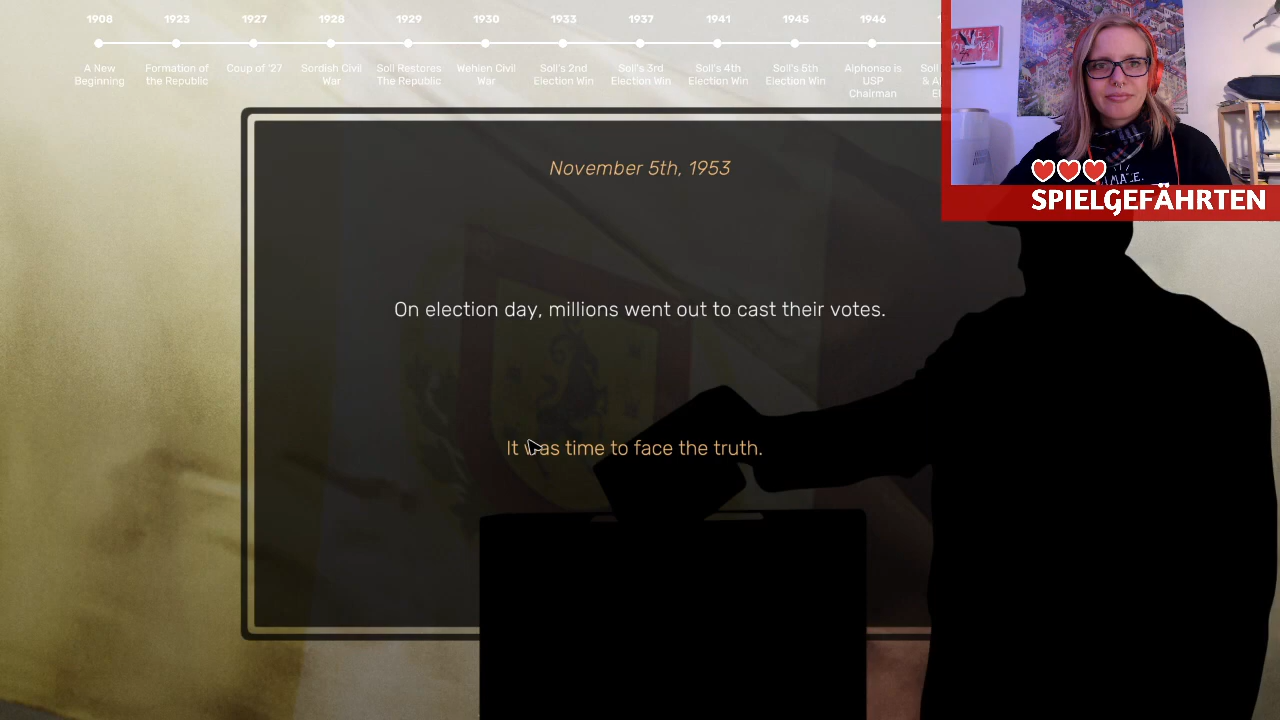 1908 1923 1927 1928 1929 1930 1933 1937 1941 1945 1946
A New Formation of Coup of '27 Sordish Civil Soll Restores Wehlen Civil Soll's 2nd Soll's 3rd Soll's 4th Soll's 5th Alphonso is
Beginning the Republic War The Republic War Election Win Election Win Election Win Election Win USP
Chairman
November 5th, 1953
On election day, millions went out to cast their votes.
It was time to face the truth.
SPIELGEFÄHRTEN